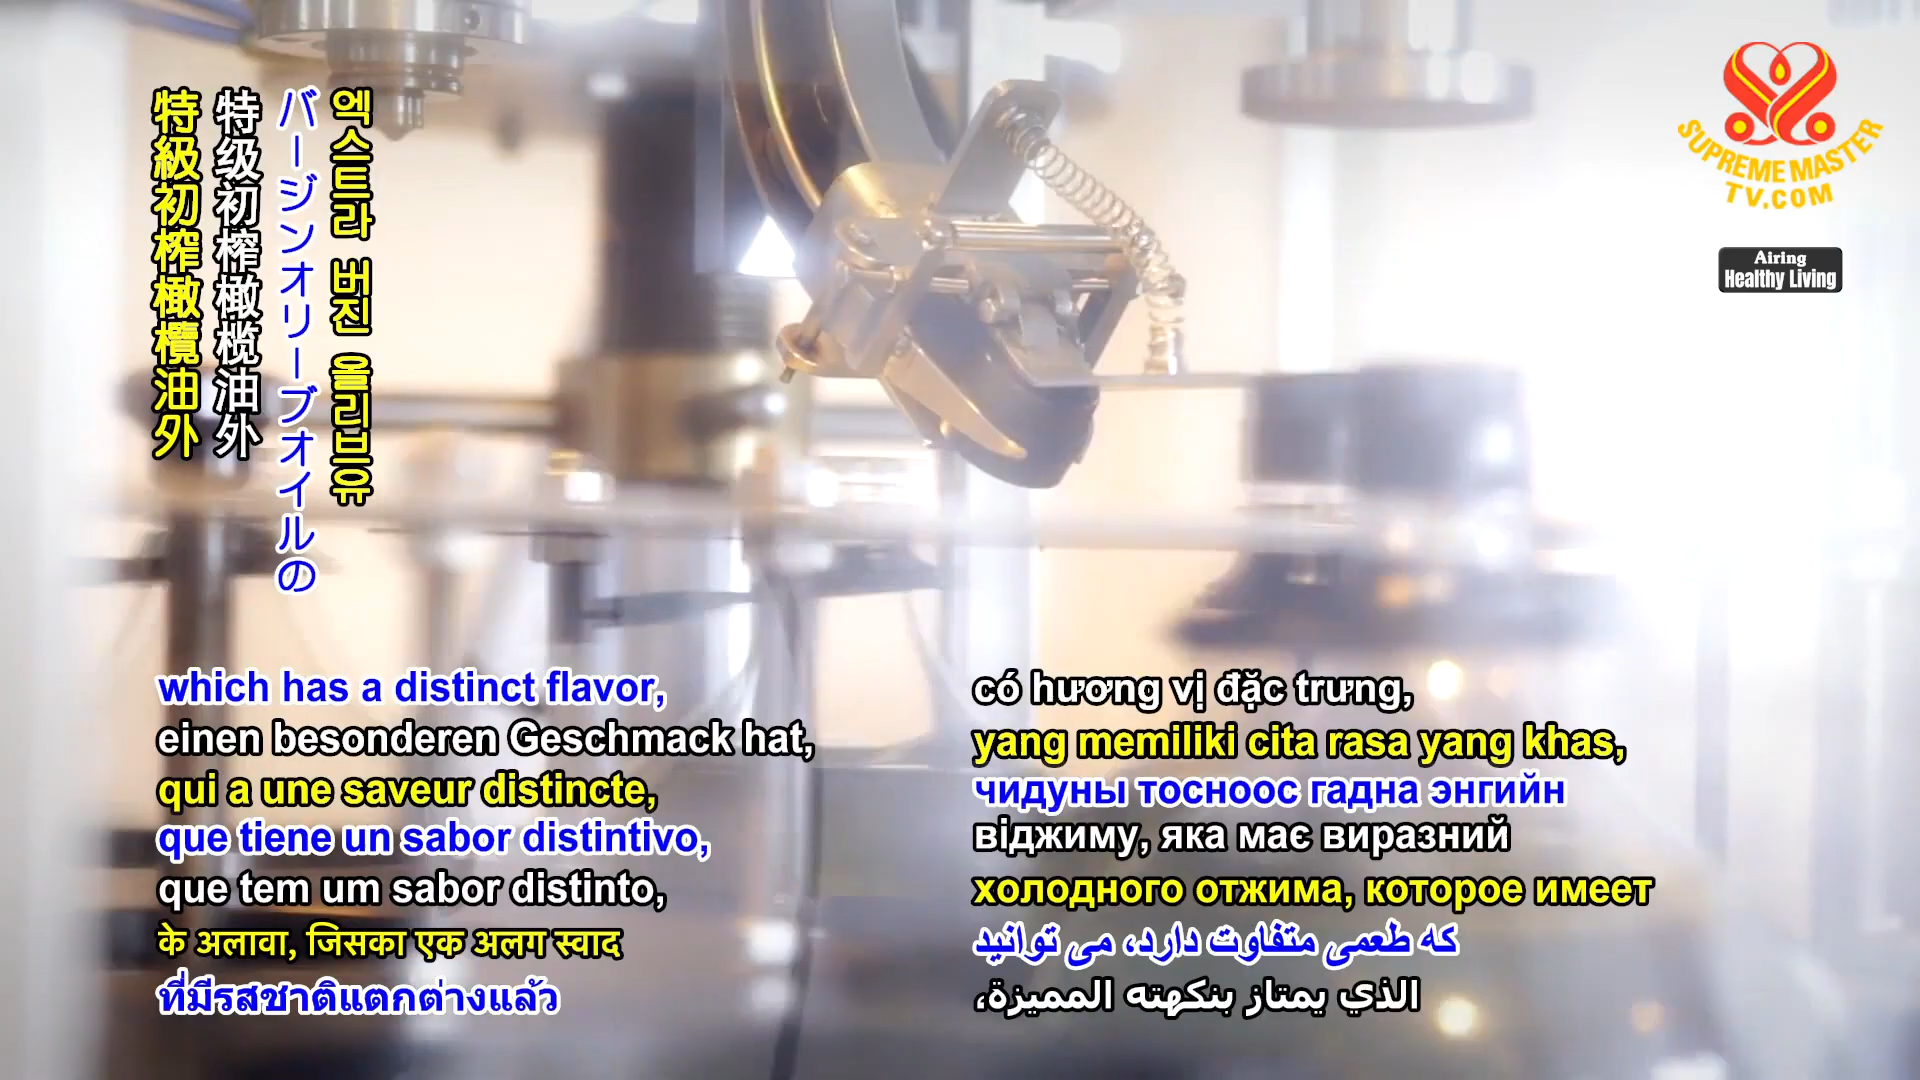 特級初榨橄欖油外
特级初榨橄榄油外
バージンオリーブオイルの
엑스트라 버진 올리브유
SUPREME MASTER
TV.COM
Airing
Healthy Living
which has a distinct flavor,
einen besonderen Geschmack hat,
qui a une saveur distincte,
que tiene un sabor distintivo,
que tem um sabor distinto,
के अलावा, जिसका एक अलग स्वाद
ที่มีรสชาติแตกต่างแล้ว
có hương vị đặc trưng,
yang memiliki cita rasa yang khas,
чидуны тосноос гадна энгийн
віджиму, яка має виразний
холодного отжима, которое имеет
که طعمی متفاوت دارد، می توانید
الذي يمتاز بنكهته المميزة،